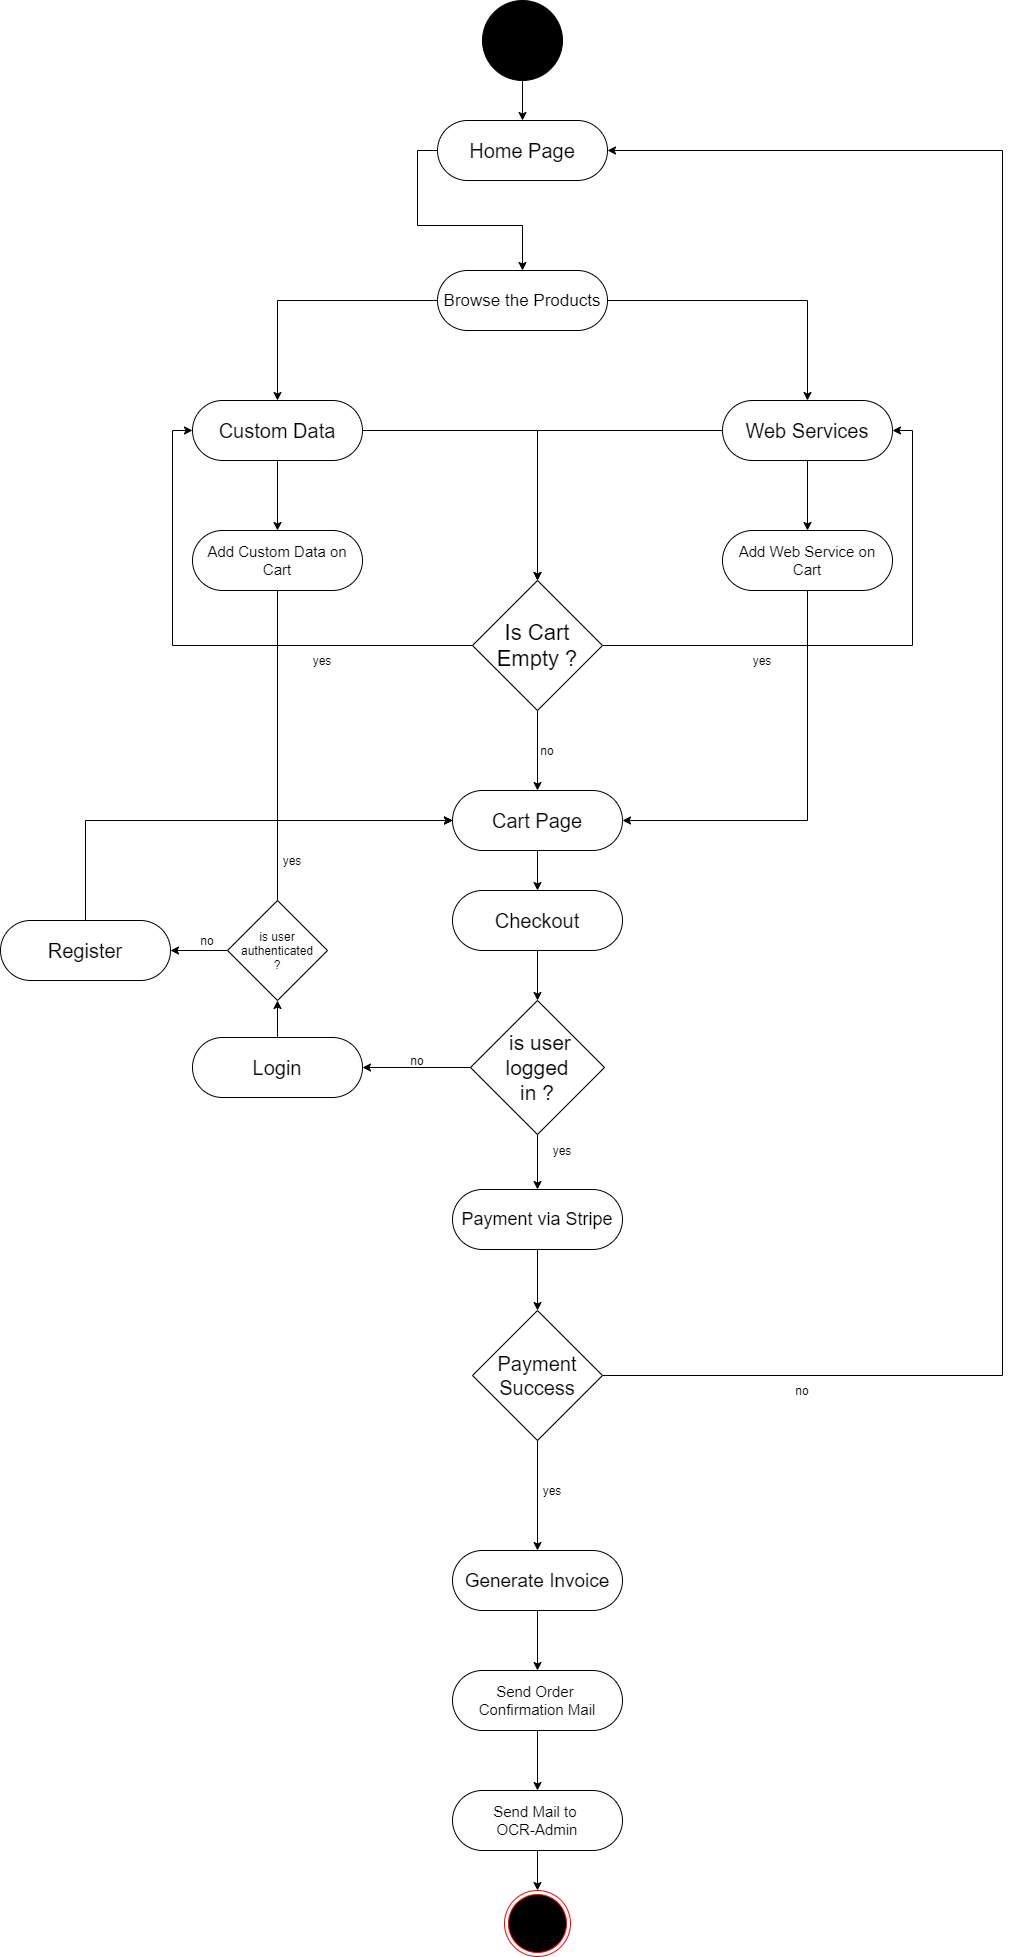 Home Page
Browse the Products
Custom Data
Web Services
Add Custom Data on
Cart
Add Web Service on
Cart
Is Cart
Empty ?
yes
yes
no
Cart Page
yes
Checkout
is user
authenticated
?
no
Register
is user
logged
in ?
no
Login
yes
Payment via Stripe
Payment
Success
no
yes
Generate Invoice
Send Order
Confirmation Mail
Send Mail to
OCR-Admin